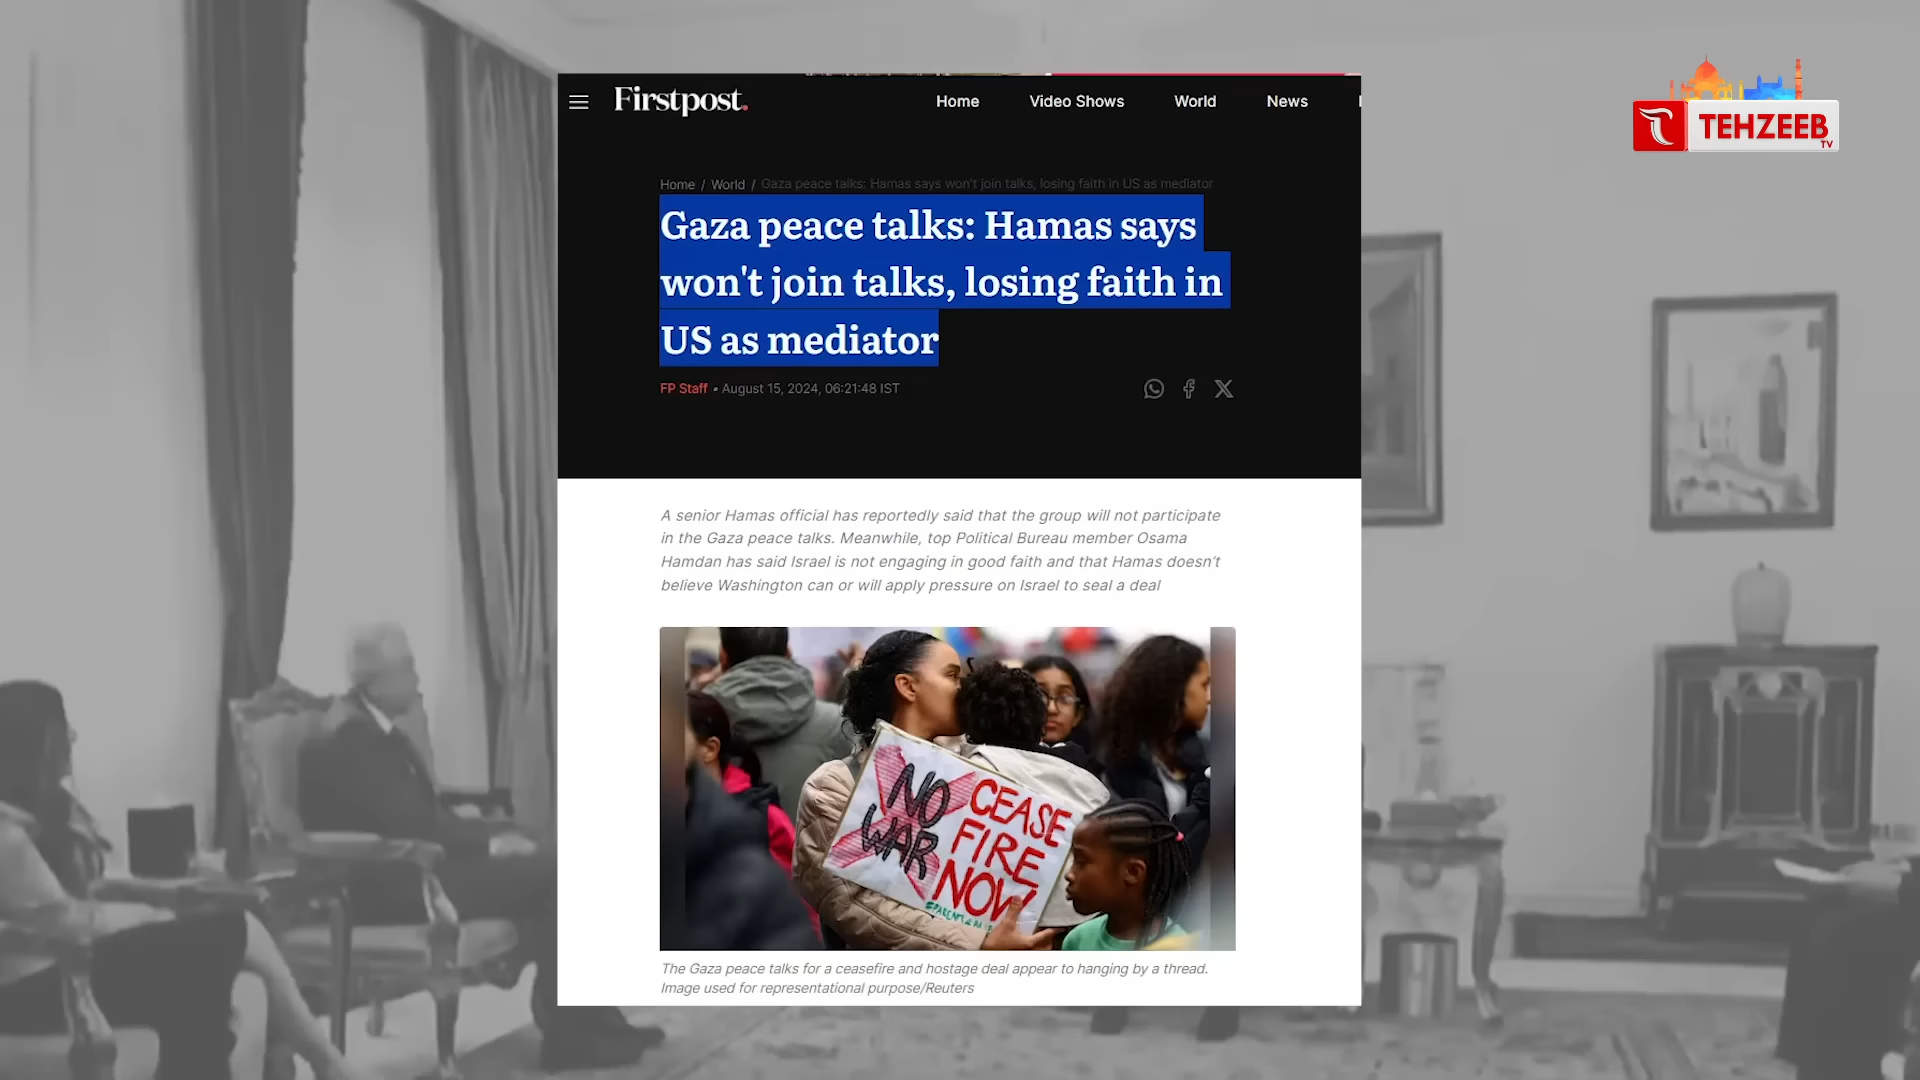 Firstpost.
Home
Video Shows
World
News
TEHZEEB
TV
Home / World / Gaza peace talks: Hamas says won't join talks, losing faith in US as mediator
Gaza peace talks: Hamas says
won't join talks, losing faith in
US as mediator
FP Staff • August 15, 2024, 06:21:48 IST
A senior Hamas official has reportedly said that the group will not participate
in the Gaza peace talks. Meanwhile, top Political Bureau member Osama
Hamdan has said Israel is not engaging in good faith and that Hamas doesn't
believe Washington can or will apply pressure on Israel to seal a deal
NO
WAR
CEASE
FIRE
NOW
The Gaza peace talks for a ceasefire and hostage deal appear to hanging by a thread.
Image used for representational purpose/Reuters